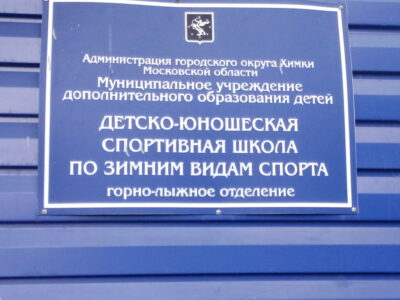 Администрация городского округа Химки
Московской области
Муниципальное учреждение
дополнительного образования детей
ДЕТСКО-ЮНОШЕСКАЯ
СПОРТИВНАЯ ШКОЛА
ПО ЗИМНИМ ВИДАМ СПОРТА
горно-лыжное отделение